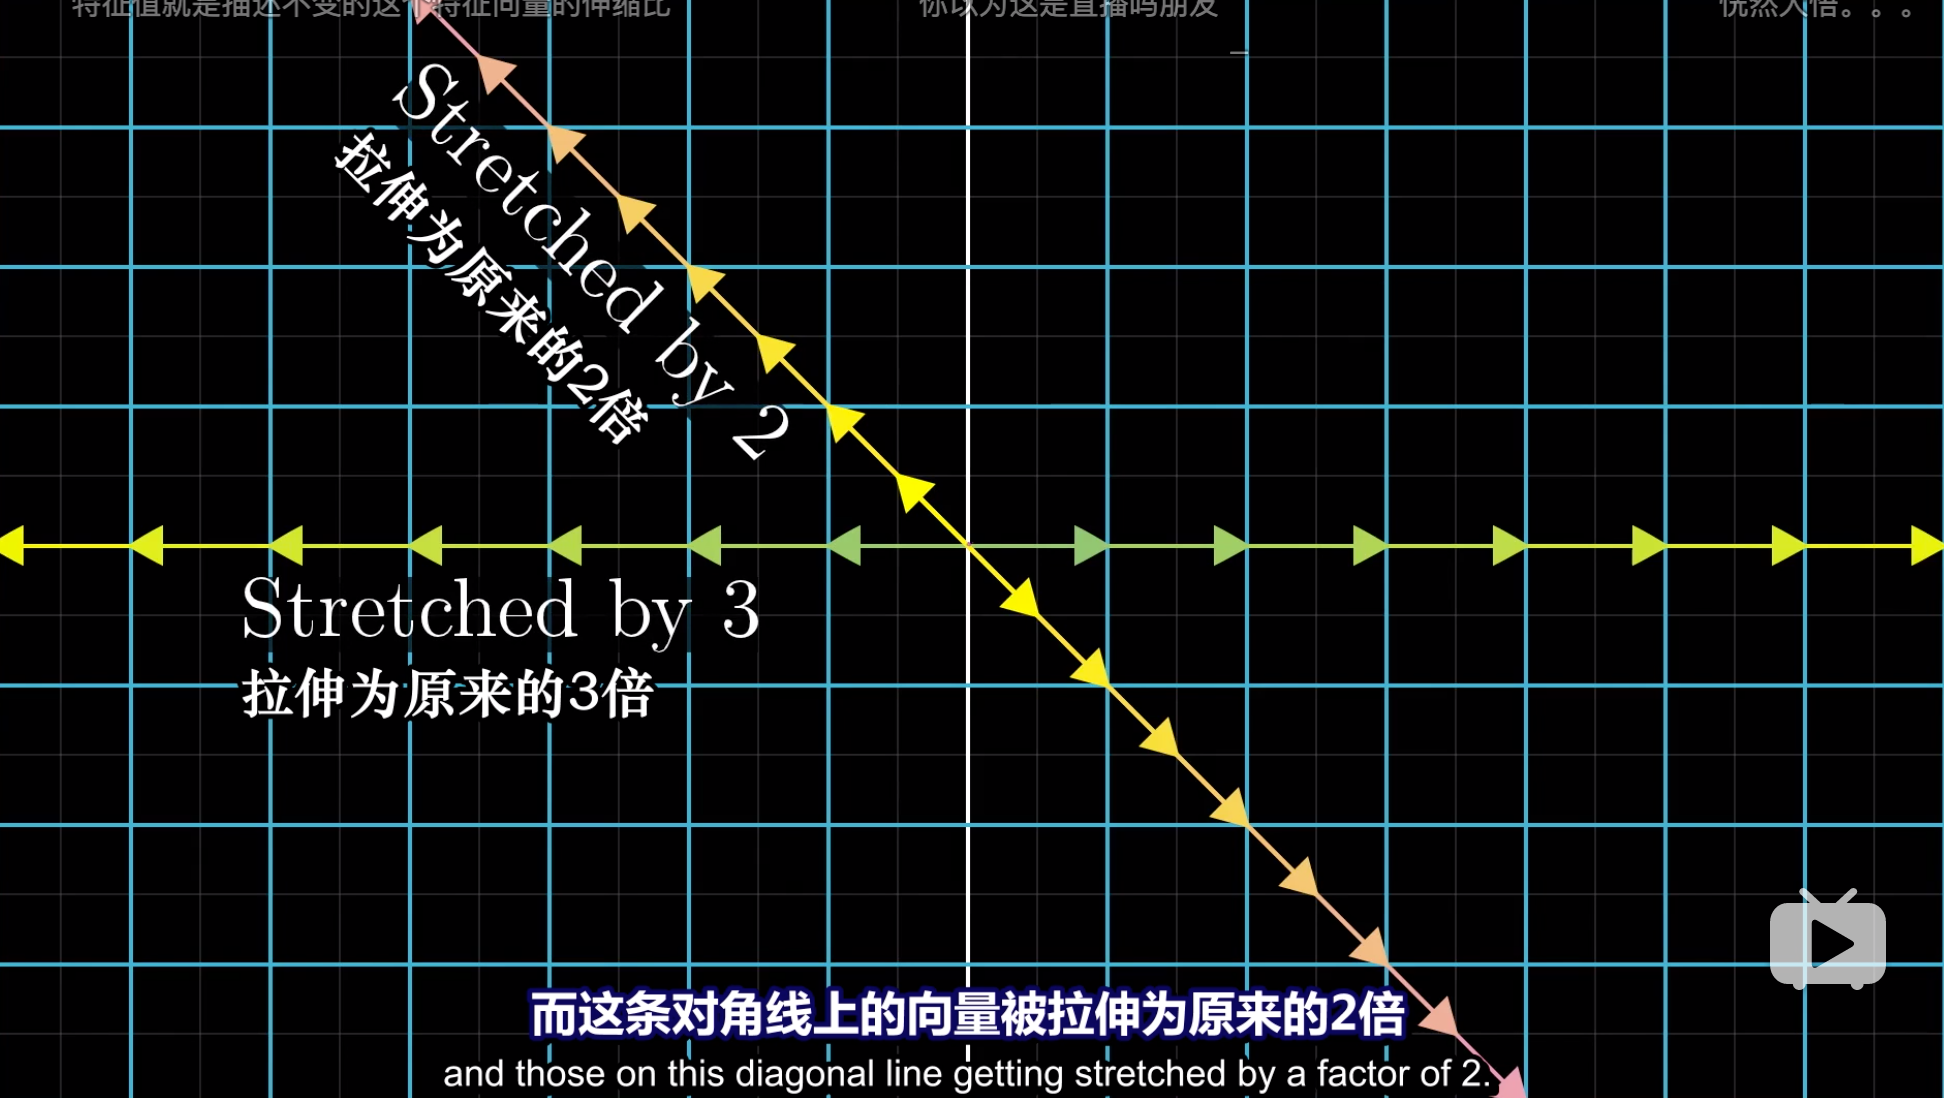 特征值就是描述不变的这个特征向量的伸缩比
你以为这是直播吗朋友
恍然大悟。。。
Stretched by 2
拉伸为原来的2倍
Stretched by 3
拉伸为原来的3倍
而这条对角线上的向量被拉伸为原来的2倍
and those on this diagonal line getting stretched by a factor of 2.